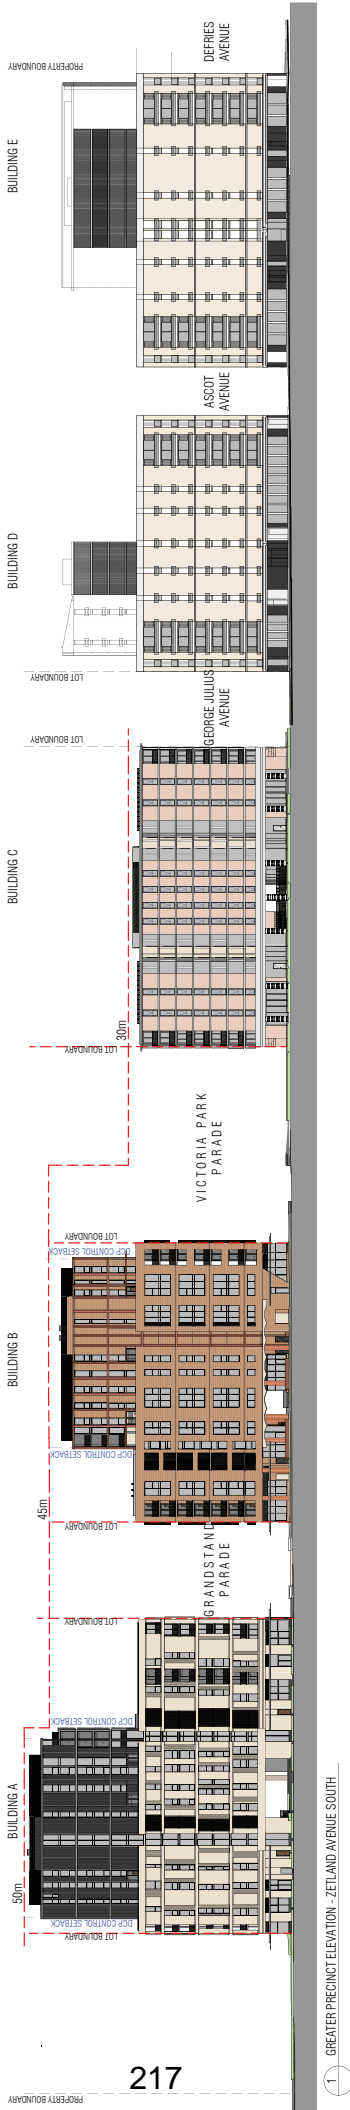 PROPERTY BOUNDARY
217
50m
LOT BOUNDARY
DCP CONTROL SETBACK
BUILDING A
DCP CONTROL SETBACK
LOT BOUNDARY
GRANDSTAND
PARADE
45m
LOT BOUNDARY
DCP CONTROL SETBACK
BUILDING B
DCP CONTROL SETBACK
LOT BOUNDARY
VICTORIA PARK
PARADE
30m
LOT BOUNDARY
BUILDING C
LOT BOUNDARY
GEORGE JULIUS
AVENUE
LOT BOUNDARY
BUILDING D
ASCOT
AVENUE
BUILDING E
PROPERTY BOUNDARY
DEFRIES
AVENUE
1
GREATER PRECINCT ELEVATION - ZETLAND AVENUE SOUTH